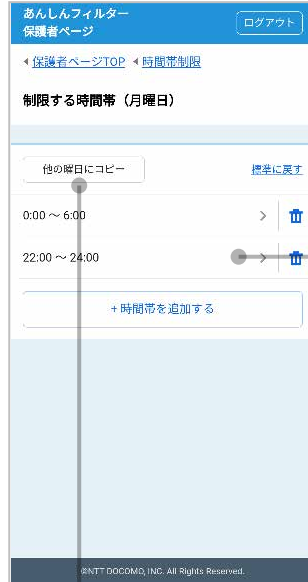 あんしんフィルター
保護者ページ
ログアウト
保護者ページTOP 時間帯制限
制限する時間帯（月曜日）
他の曜日にコピー
標準に戻す
0:00 ～ 6:00
22:00 ～ 24:00
+ 時間帯を追加する
©NTT DOCOMO, INC. All Rights Reserved.